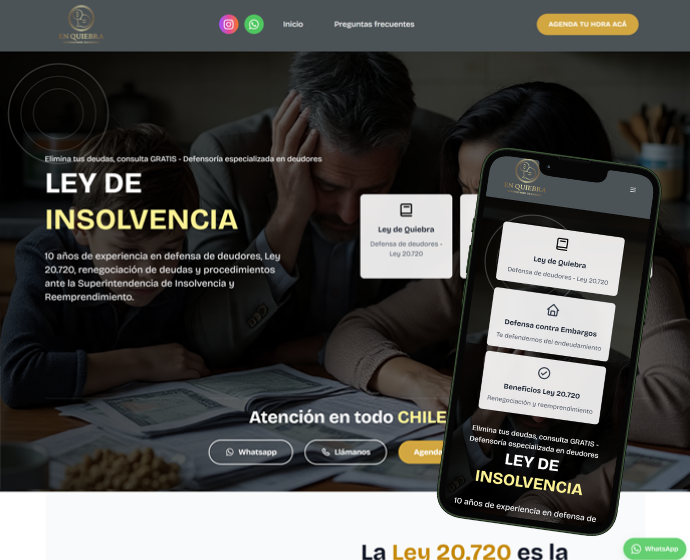 EN QUIEBRA
Inicio
Preguntas frecuentes
AGENDA TU HORA ACÁ
Elimina tus deudas, consulta GRATIS - Defensoría especializada en deudores
LEY DE
INSOLVENCIA
10 años de experiencia en defensa de deudores, Ley
20.720, renegociación de deudas y procedimientos
ante la Superintendencia de Insolvencia y
Reemprendimiento.
Ley de Quiebra
Defensa de deudores -
Ley 20.720
Atención en todo CHILE
Whatsapp
Llámanos
Agenda
La Ley 20.720 es la
EN QUIEBRA
Ley de Quiebra
Defensa de deudores - Ley 20.720
Defensa contra Embargos
Te defendemos del endeudamiento
Beneficios Ley 20.720
Renegociación y reemprendimiento
Elimina tus deudas, consulta GRATIS -
Defensoría especializada en deudores
LEY DE
INSOLVENCIA
10 años de experiencia en defensa de
WhatsApp